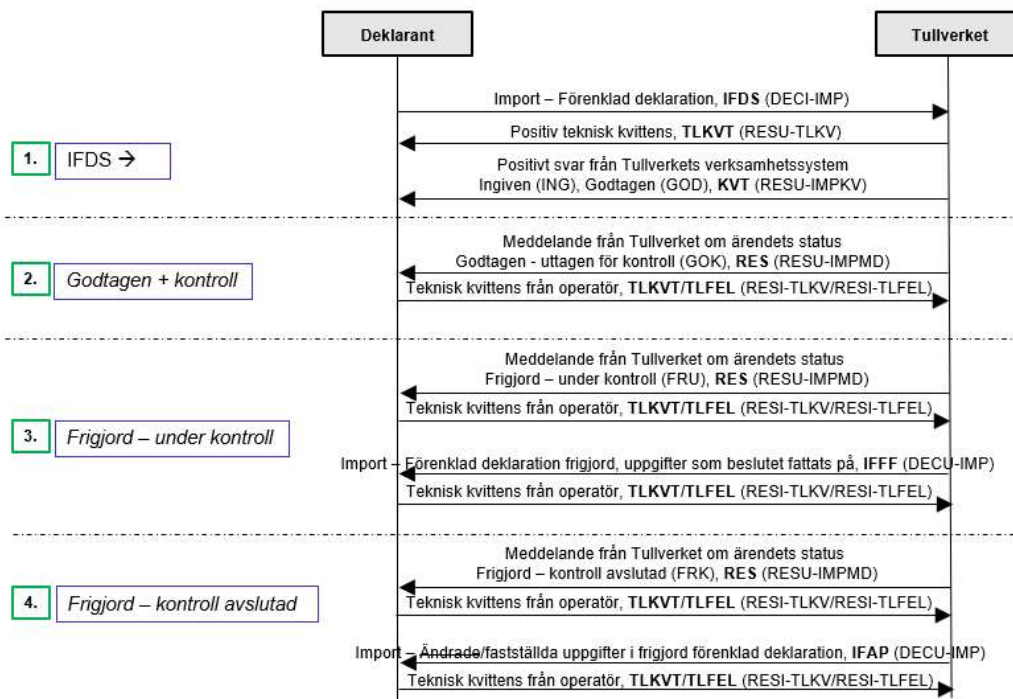 Deklarant
Tullverket
Import – Förenklad deklaration, IFDS (DECI-IMP)
Positiv teknisk kvittens, TLKVT (RESU-TLKV)
1.
IFDS →
Positivt svar från Tullverkets verksamhetssystem
Ingiven (ING), Godtagen (GOD), KVT (RESU-IMPKV)
Meddelande från Tullverket om ärendets status
2.
Godtagen + kontroll
Godtagen - uttagen för kontroll (GOK), RES (RESU-IMPMD)
Teknisk kvittens från operatör, TLKVT/TLFEL (RESI-TLKV/RESI-TLFEL)
Meddelande från Tullverket om ärendets status
Frigjord – under kontroll (FRU), RES (RESU-IMPMD)
Teknisk kvittens från operatör, TLKVT/TLFEL (RESI-TLKV/RESI-TLFEL)
3.
Frigjord – under kontroll
Import – Förenklad deklaration frigjord, uppgifter som beslutet fattats på, IFFF (DECU-IMP)
Teknisk kvittens från operatör, TLKVT/TLFEL (RESI-TLKV/RESI-TLFEL)
Meddelande från Tullverket om ärendets status
Frigjord – kontroll avslutad (FRK), RES (RESU-IMPMD)
4.
Frigjord – kontroll avslutad
Teknisk kvittens från operatör, TLKVT/TLFEL (RESI-TLKV/RESI-TLFEL)
Import – Ändrade/fastställda uppgifter i frigjord förenklad deklaration, IFAP (DECU-IMP)
Teknisk kvittens från operatör, TLKVT/TLFEL (RESI-TLKV/RESI-TLFEL)